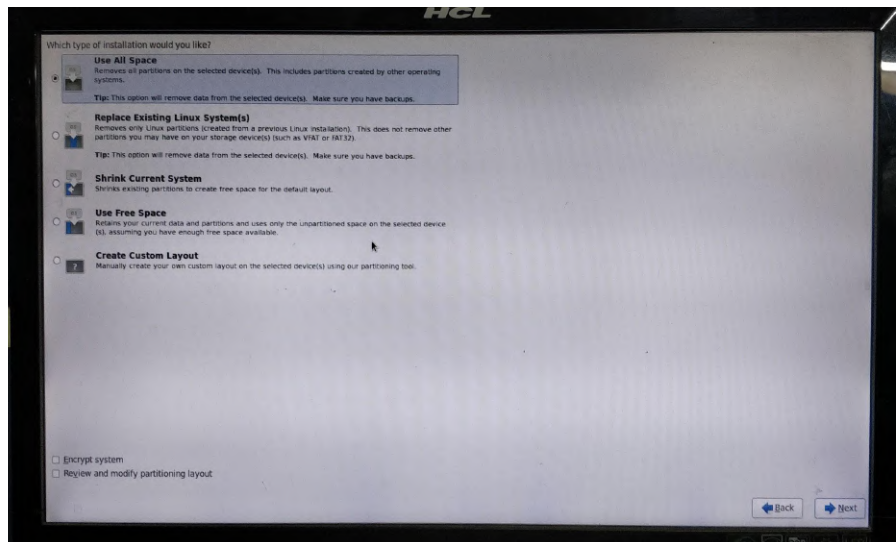 HCL
Which type of installation would you like?
Use All Space
Removes all partitions on the selected device(s). This includes partitions created by other operating
systems.
Tip: This option will remove data from the selected device(s). Make sure you have backups.
Replace Existing Linux System(s)
Removes only Linux partitions (created from a previous Linux installation). This does not remove other
partitions you may have on your storage device(s) (such as VFAT or FAT32).
Tip: This option will remove data from the selected device(s). Make sure you have backups.
Shrink Current System
Shrinks existing partitions to create free space for the default layout.
Use Free Space
Retains your current data and partitions and uses only the unpartitioned space on the selected device
(s), assuming you have enough free space available.
Create Custom Layout
Manually create your own custom layout on the selected device(s) using our partitioning tool.
Encrypt system
Review and modify partitioning layout
Back
Next